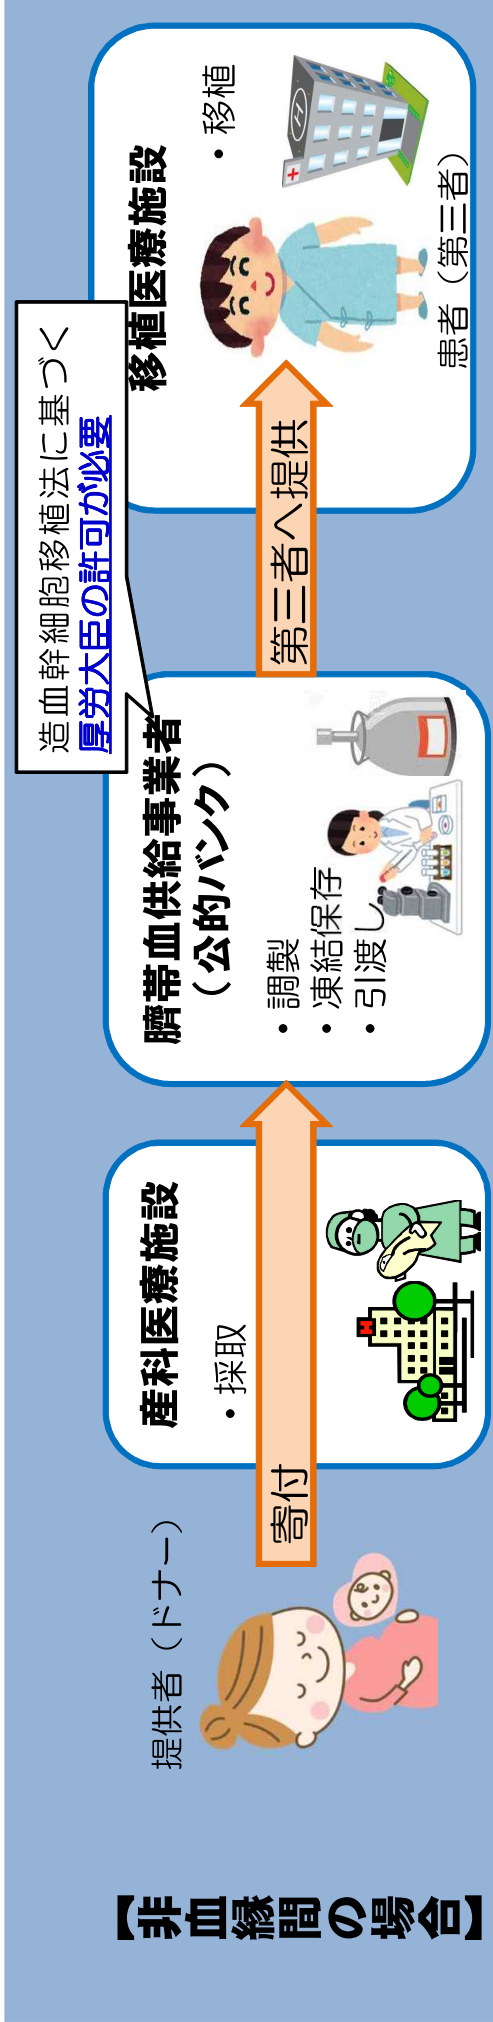 【非血縁間の場合】
提供者（ドナー）
寄付
産科医療施設
・採取
臍帯血供給事業者
（公的バンク）
・調製
・凍結保存
・引渡し
造血幹細胞移植法に基づく
厚労大臣の許可が必要
第三者へ提供
移植医療施設
・移植
患者（第三者）
H
H